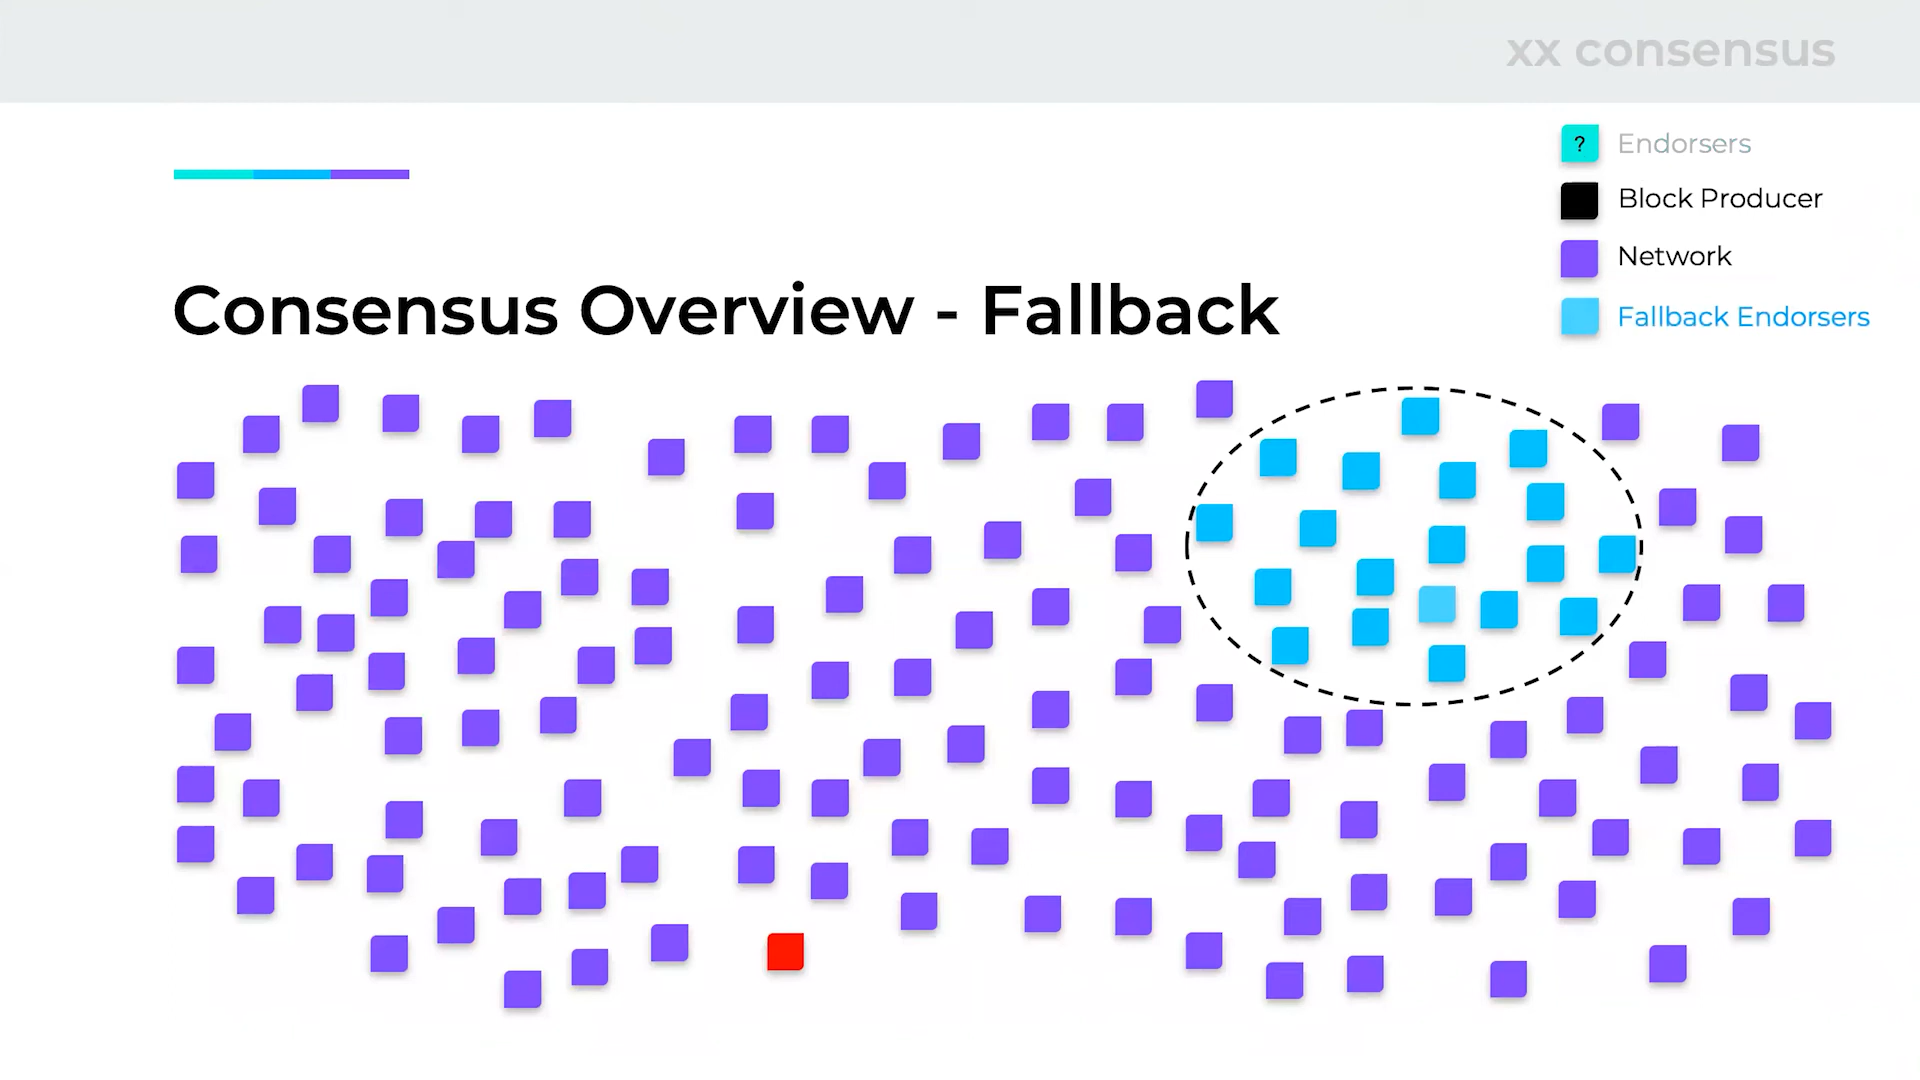 xx consensus
?
Endorsers
Block Producer
Network
Fallback Endorsers
Consensus Overview - Fallback